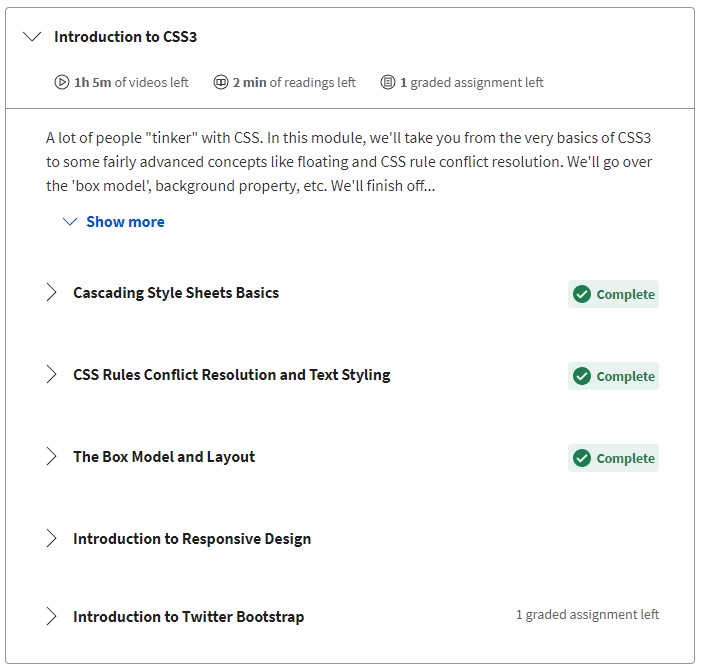 Introduction to CSS3
1h 5m of videos left 2 min of readings left 1 graded assignment left
A lot of people "tinker" with CSS. In this module, we'll take you from the very basics of CSS3
to some fairly advanced concepts like floating and CSS rule conflict resolution. We'll go over
the 'box model', background property, etc. We'll finish off...
Show more
Cascading Style Sheets Basics Complete
CSS Rules Conflict Resolution and Text Styling Complete
The Box Model and Layout Complete
Introduction to Responsive Design
Introduction to Twitter Bootstrap 1 graded assignment left